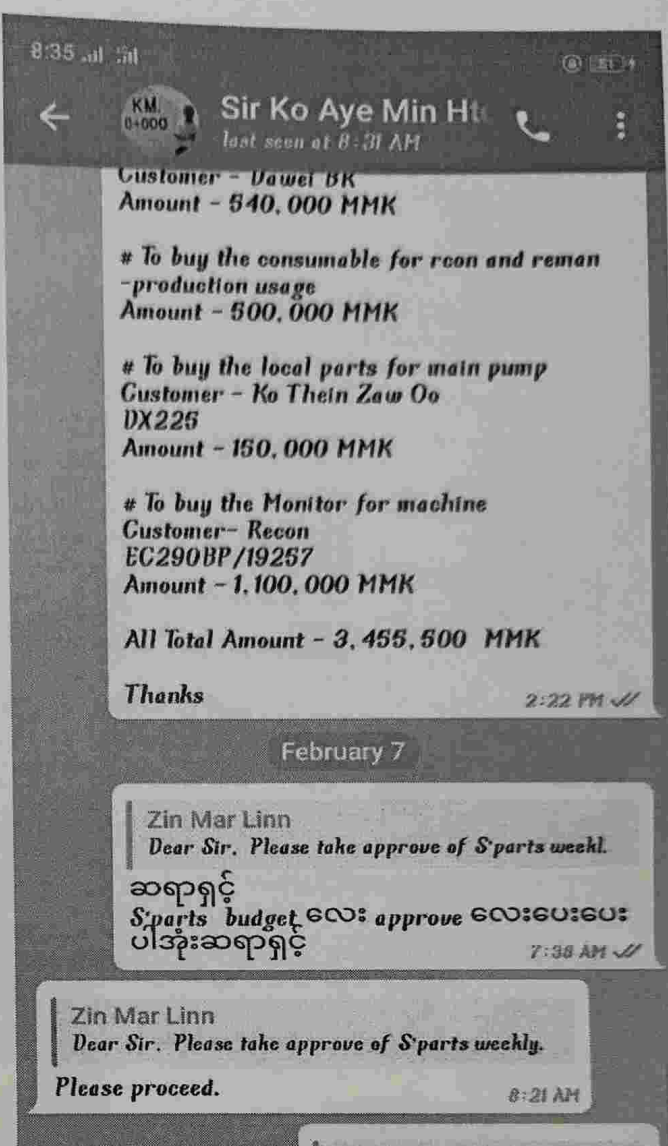 8:35
51
KM.
0+000
Sir Ko Aye Min Ht
last seen at 8:31 AM
Customer - Dawei BK
Amount - 540,000 MMK
# To buy the consumable for rcon and reman
-production usage
Amount - 500,000 MMK
# To buy the local parts for main pump
Customer - Ko Thein Zaw Oo
DX225
Amount - 150,000 MMK
# To buy the Monitor for machine
Customer- Recon
EC290BP/19257
Amount - 1,100,000 MMK
All Total Amount - 3,455,500 MMK
Thanks
2:22 PM
February 7
Zin Mar Linn
Dear Sir. Please take approve of S'parts weekl.
ဆရာရှင့်
S'parts budget လေး approve လေးပေးပေး
ပါအုံးဆရာရှင့်
7:38 AM
Zin Mar Linn
Dear Sir. Please take approve of S'parts weekly.
Please proceed.
8:21 AM